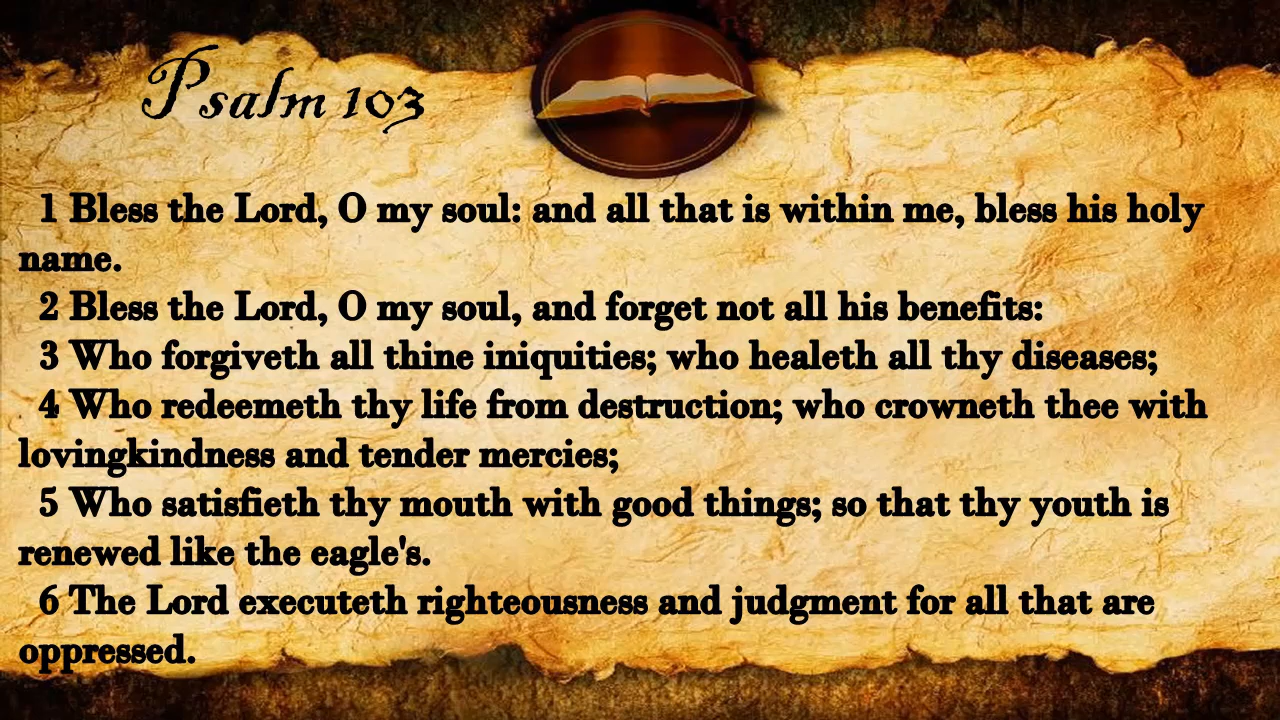 Psalm 103
1 Bless the Lord, O my soul: and all that is within me, bless his holy
name.
2 Bless the Lord, O my soul, and forget not all his benefits:
3 Who forgiveth all thine iniquities; who healeth all thy diseases;
4 Who redeemeth thy life from destruction; who crowneth thee with
lovingkindness and tender mercies;
5 Who satisfieth thy mouth with good things; so that thy youth is
renewed like the eagle's.
6 The Lord executeth righteousness and judgment for all that are
oppressed.